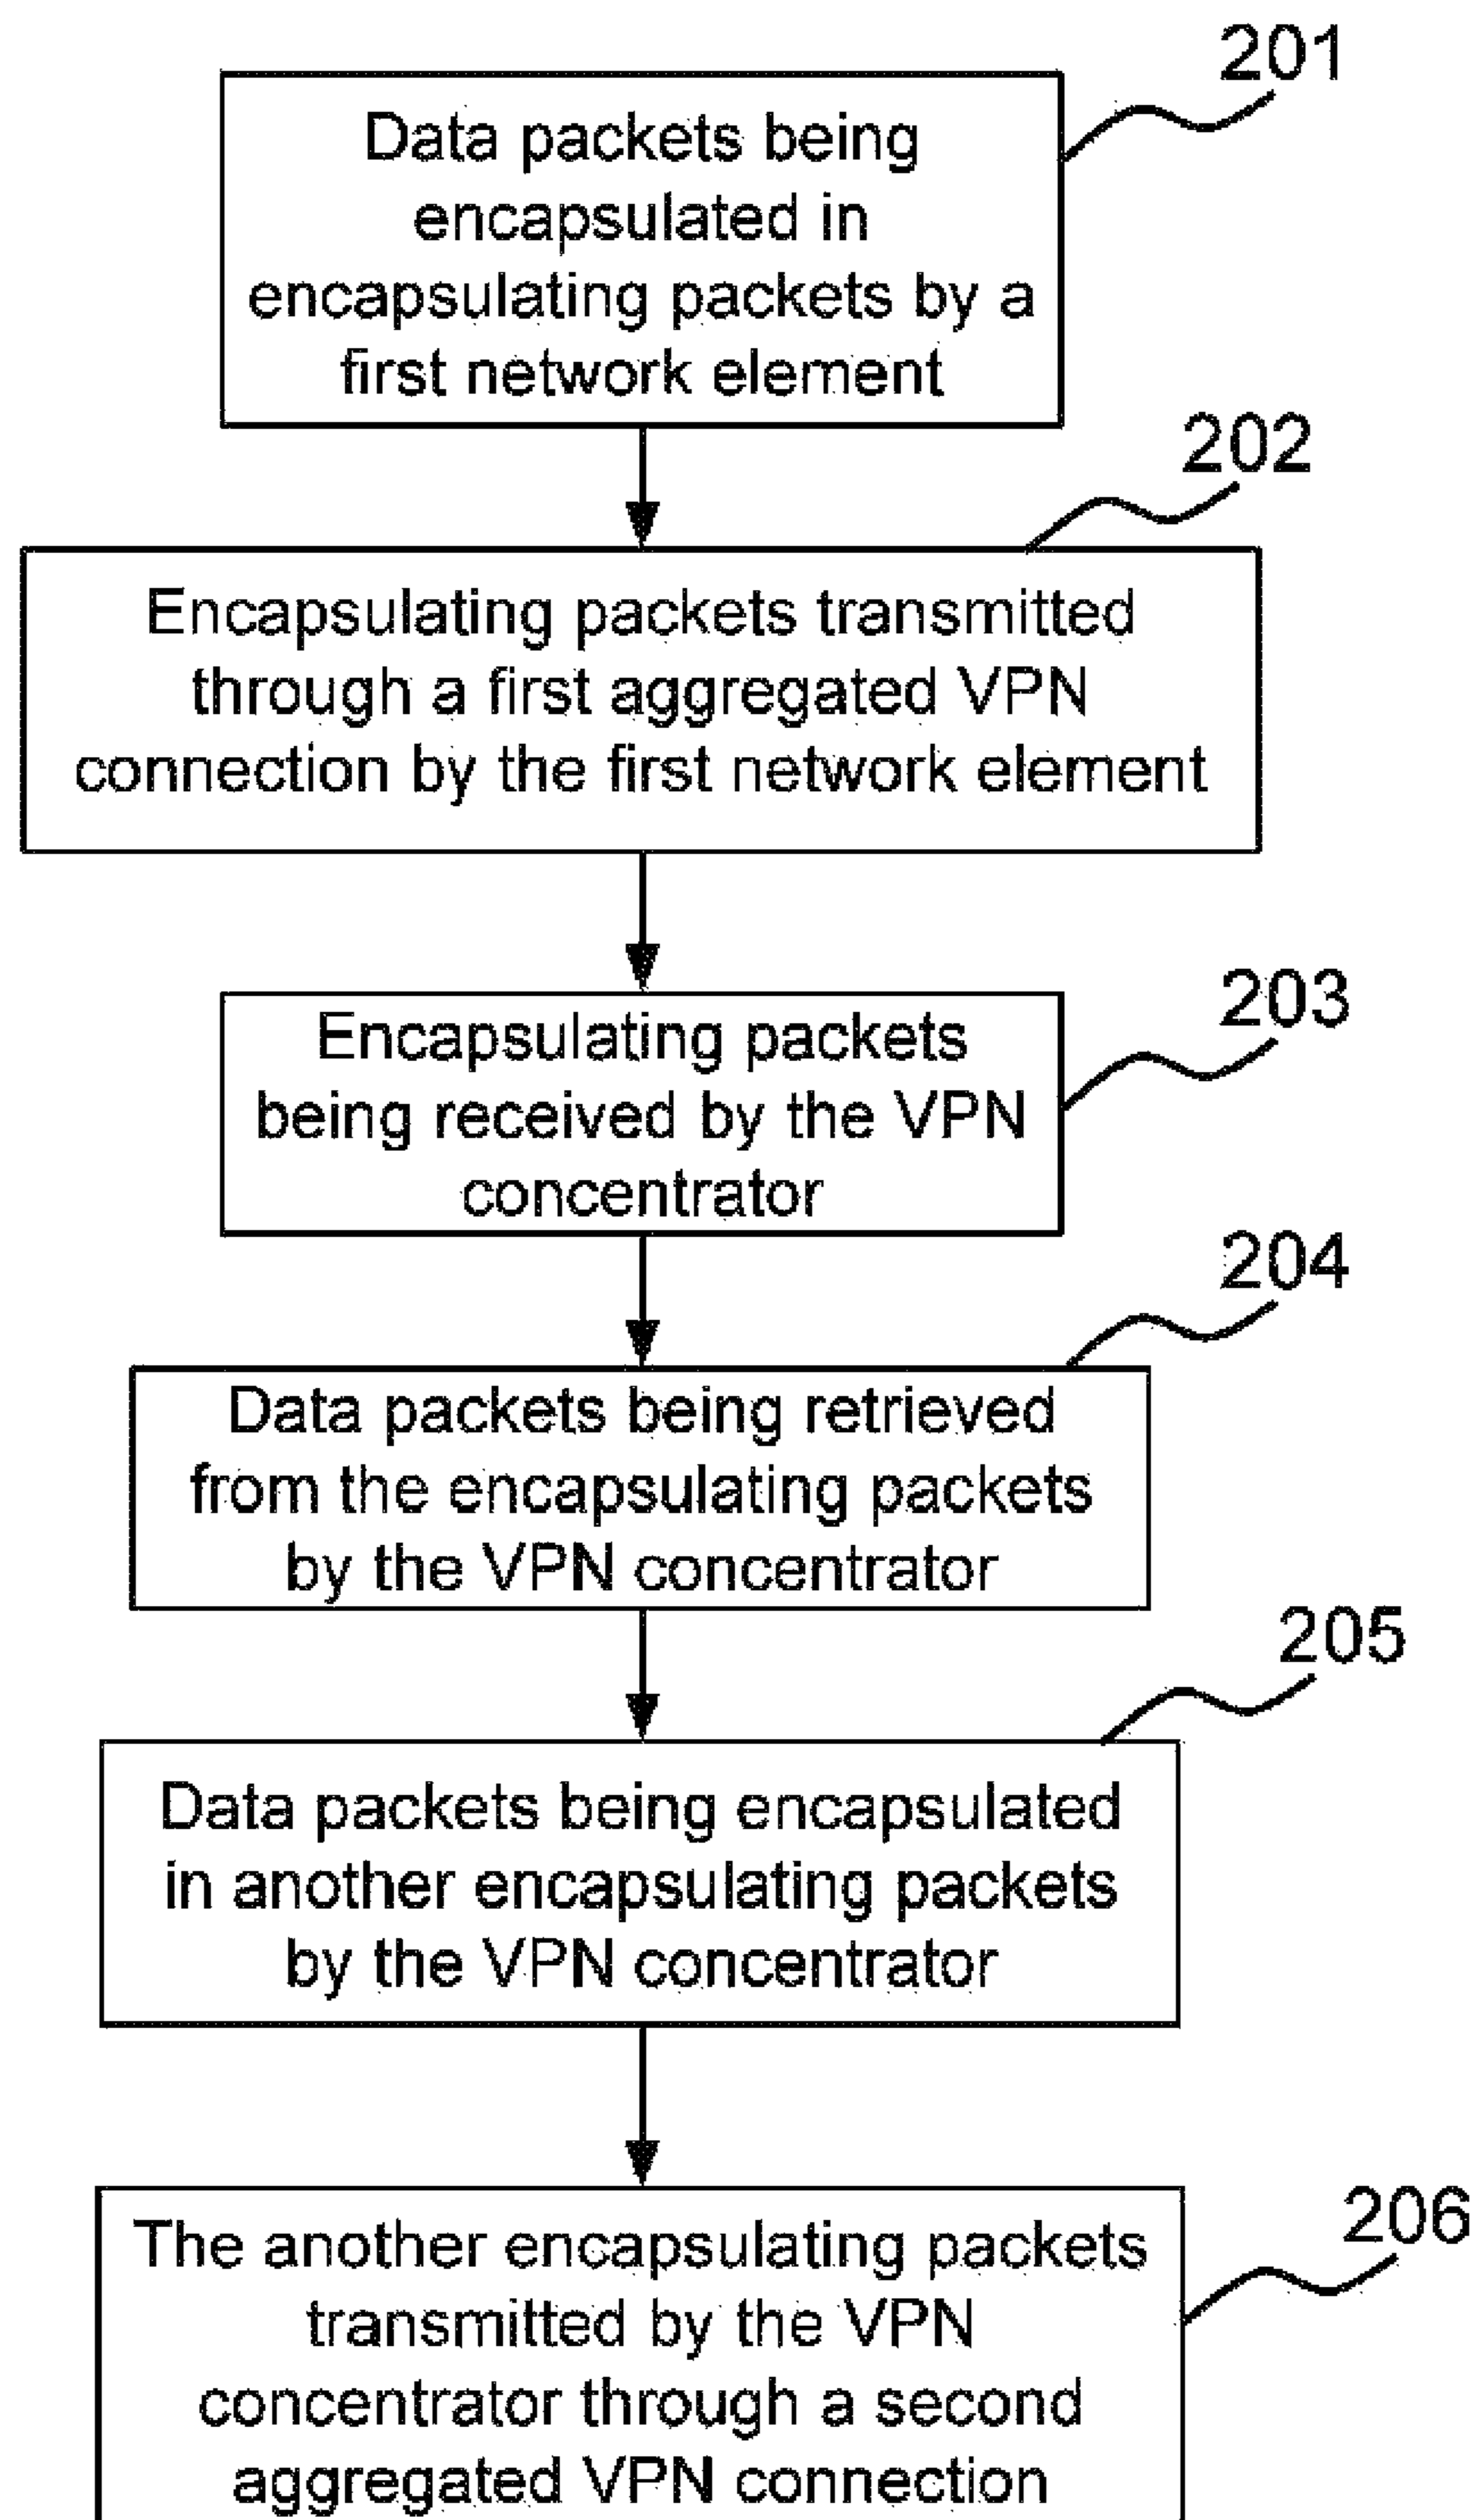 201
Data packets being
encapsulated in
encapsulating packets by a
first network element
202
Encapsulating packets transmitted
through a first aggregated VPN
connection by the first network element
203
Encapsulating packets
being received by the VPN
concentrator
204
Data packets being retrieved
from the encapsulating packets
by the VPN concentrator
205
Data packets being encapsulated
in another encapsulating packets
by the VPN concentrator
206
The another encapsulating packets
transmitted by the VPN
concentrator through a second
aggregated VPN connection